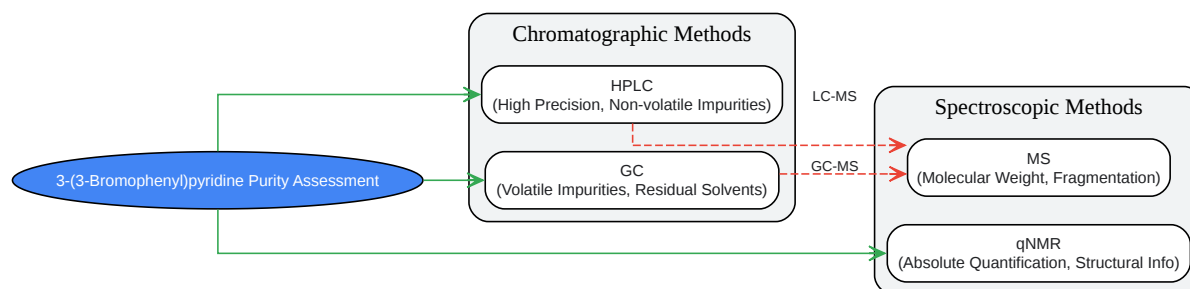 Chromatographic Methods
HPLC
(High Precision, Non-volatile Impurities)
LC-MS
Spectroscopic Methods
3-(3-Bromophenyl)pyridine Purity Assessment
GC
(Volatile Impurities, Residual Solvents)
GC-MS
MS
(Molecular Weight, Fragmentation)
qNMR
(Absolute Quantification, Structural Info)